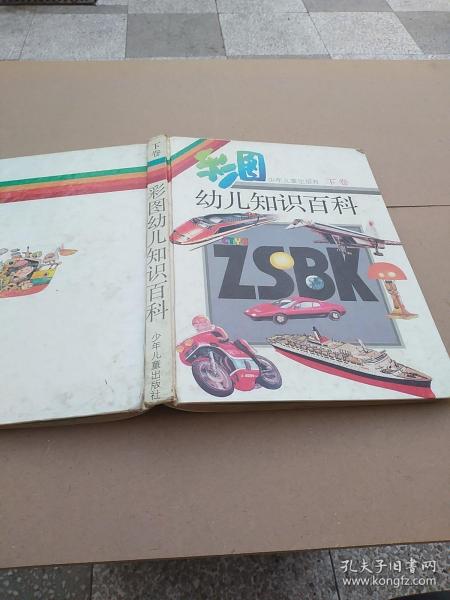 下卷
彩图幼儿知识百科
少年儿童出版社
彩图
少年儿童出版社 下卷
幼儿知识百科
ZSBK
孔夫子旧书网
www.kongfz.com